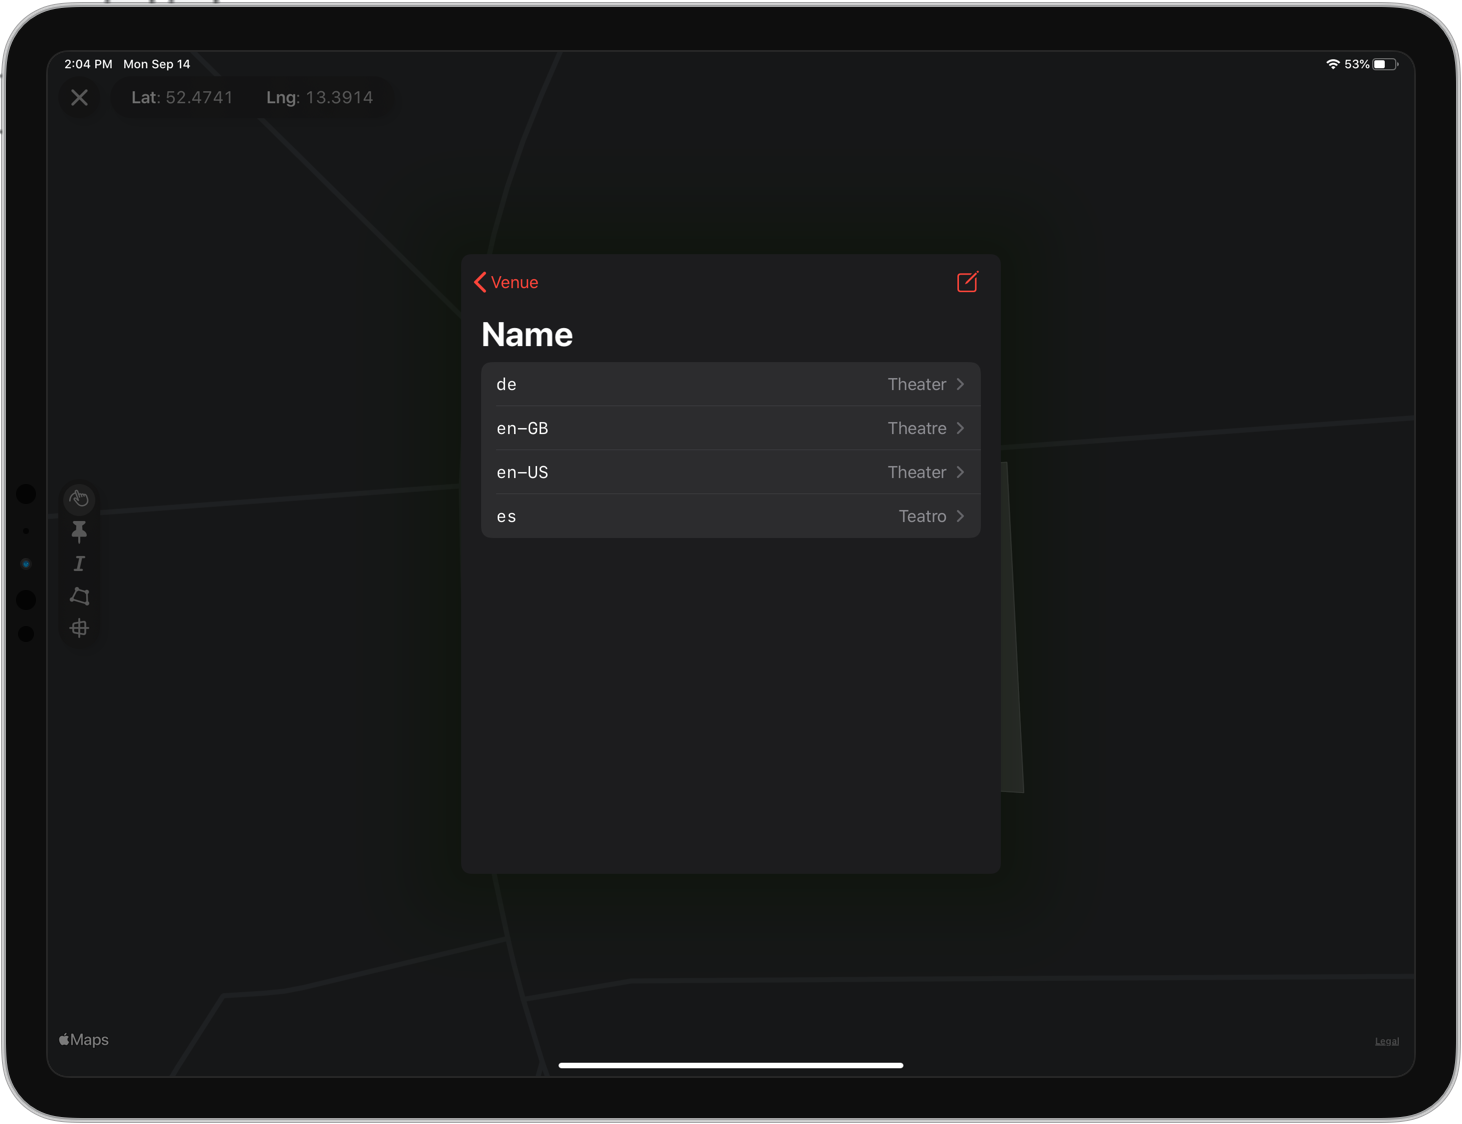 2:04 PM Mon Sep 14
53%
Lat: 52.4741 Lng: 13.3914
Venue
Name
de Theater
en-GB Theatre
en-US Theater
es Teatro
Maps
Legal